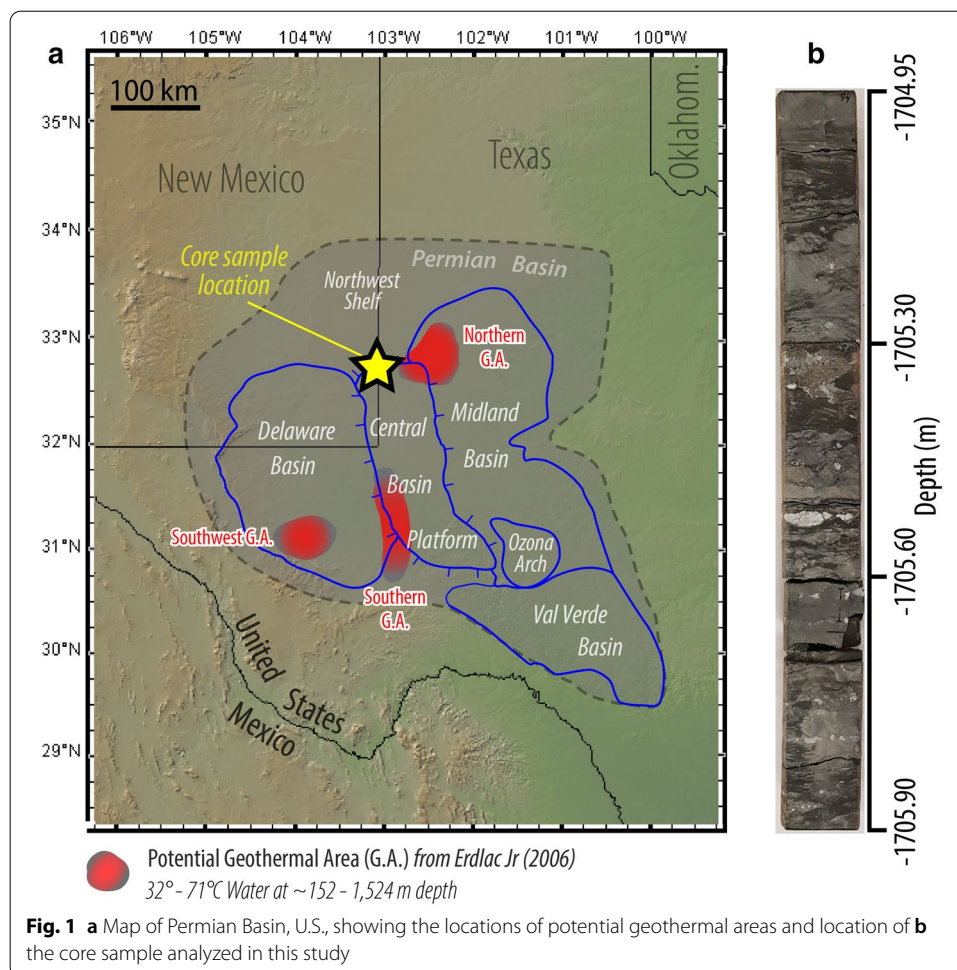 a
106°W 105°W 104°W 103°W 102°W 101°W 100°W
b
100 km
35°N
34°N
33°N
32°N
31°N
30°N
29°N
New Mexico
Texas
Oklahom.
Core sample
location
Permian Basin
Northwest
Shelf
Northern
G.A.
Delaware
Basin
Central
Basin
Platform
Midland
Basin
Southwest G.A.
Southern
G.A.
Ozona
Arch
Val Verde
Basin
United States
Mexico
94
-1704.95
-1705.30
-1705.60
-1705.90
Depth (m)
Potential Geothermal Area (G.A.) from Erdlac Jr (2006)
32° - 71°C Water at ~152 - 1,524 m depth
Fig. 1 a Map of Permian Basin, U.S., showing the locations of potential geothermal areas and location of b
the core sample analyzed in this study